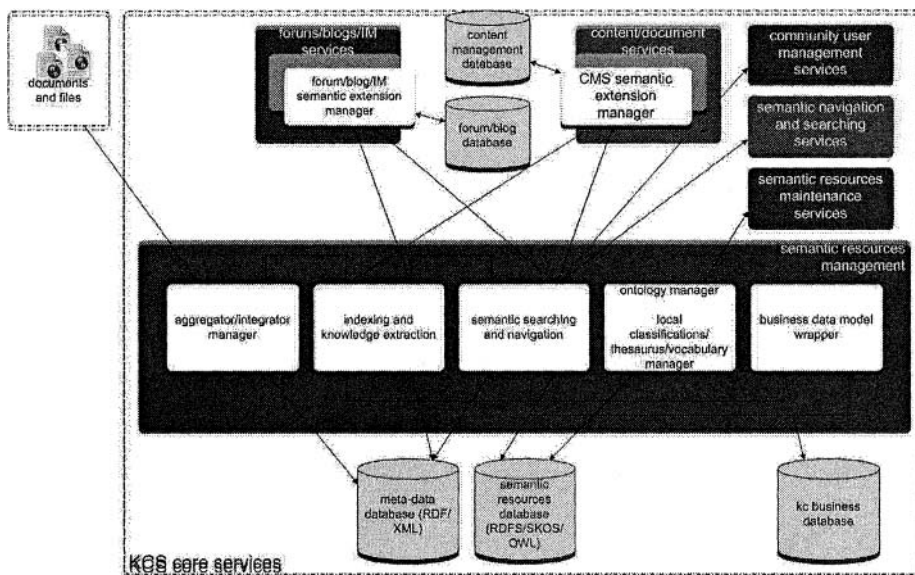 documents
and files
foruns/blogs/IM
services
forum/blog/IM
semantic extension
manager
content
management
database
forum/blog
database
content/document
services
CMS semantic
extension
manager
community user
management
services
semantic navigation
and searching
services
semantic resources
maintenance
services
semantic resources
management
aggregator/integrator
manager
indexing and
knowledge extraction
semantic searching
and navigation
ontology manager
local
classifications/
thesaurus/vocabulary
manager
business data model
wrapper
meta-data
database (RDF/
XML)
semantic
resources
database
(RDFS/SKOS/
OWL)
kc business
database
KCS core services